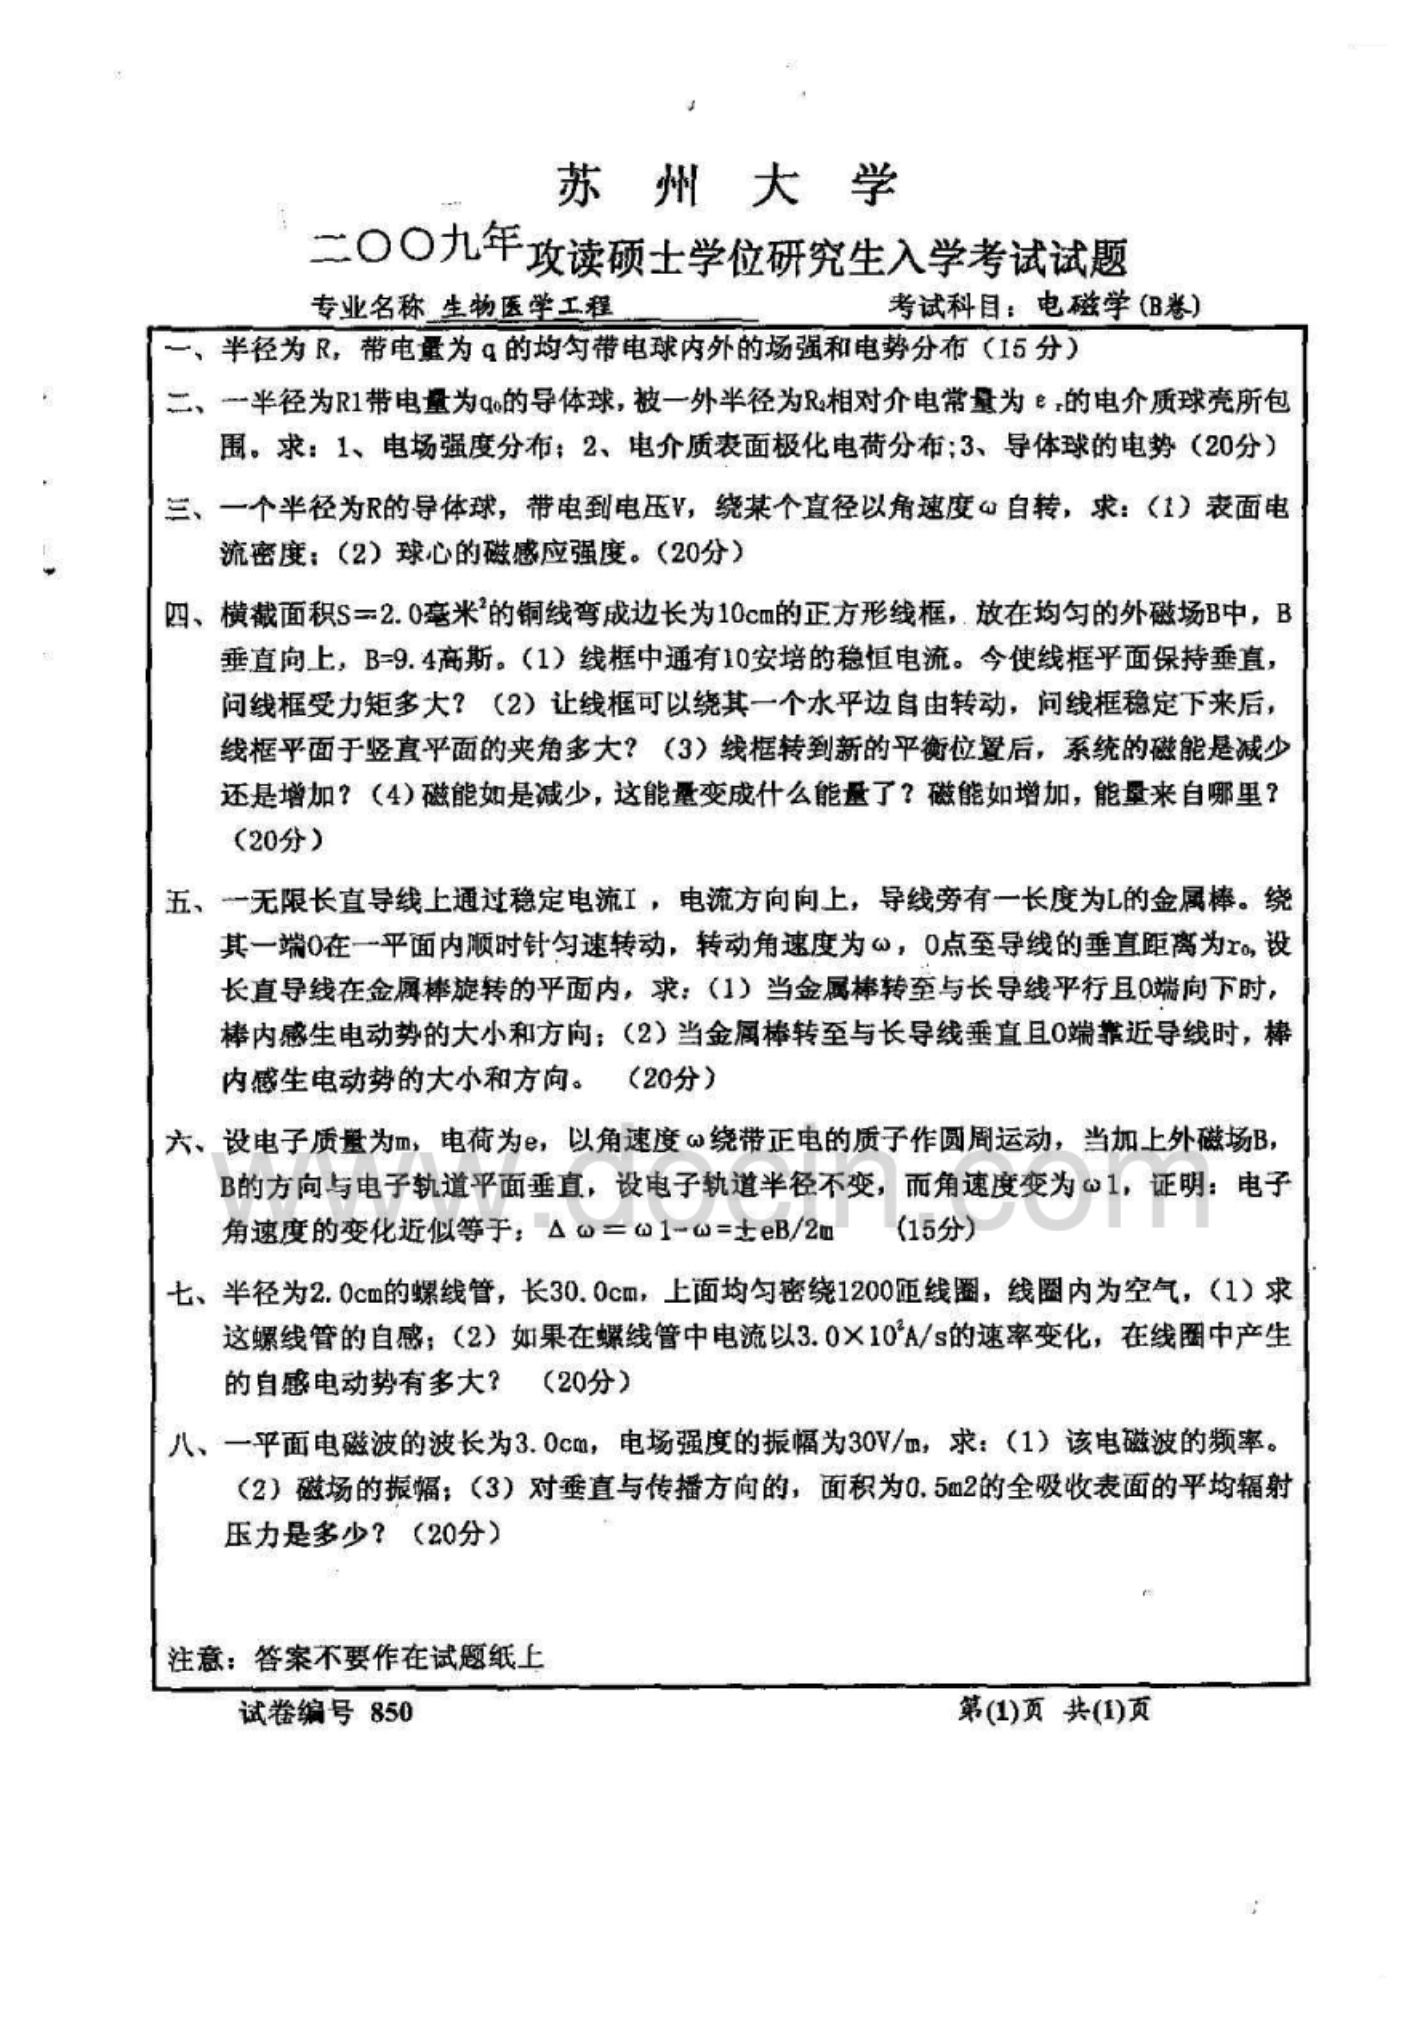 苏州大学
二〇〇九年攻读硕士学位研究生入学考试试题
专业名称 生物医学工程 考试科目：电磁学(B卷)
一、半径为 R，带电量为 q 的均匀带电球内外的场强和电势分布（15 分）
二、一半径为R1带电量为q₀的导体球，被一外半径为R₂相对介电常量为 εr的电介质球壳所包
围。求：1、电场强度分布；2、电介质表面极化电荷分布;3、导体球的电势（20分）
三、一个半径为R的导体球，带电到电压V，绕某个直径以角速度ω自转，求：（1）表面电
流密度；（2）球心的磁感应强度。（20分）
四、横截面积S＝2.0毫米²的铜线弯成边长为10cm的正方形线框，放在均匀的外磁场B中，B
垂直向上，B=9.4高斯。（1）线框中通有10安培的稳恒电流。今使线框平面保持垂直，
问线框受力矩多大？（2）让线框可以绕其一个水平边自由转动，问线框稳定下来后，
线框平面于竖直平面的夹角多大？（3）线框转到新的平衡位置后，系统的磁能是减少
还是增加？（4）磁能如是减少，这能量变成什么能量了？磁能如增加，能量来自哪里？
（20分）
五、一无限长直导线上通过稳定电流I ，电流方向向上，导线旁有一长度为L的金属棒。绕
其一端O在一平面内顺时针匀速转动，转动角速度为ω，O点至导线的垂直距离为r₀,设
长直导线在金属棒旋转的平面内，求：（1）当金属棒转至与长导线平行且O端向下时，
棒内感生电动势的大小和方向；（2）当金属棒转至与长导线垂直且O端靠近导线时，棒
内感生电动势的大小和方向。（20分）
六、设电子质量为m，电荷为e，以角速度ω绕带正电的质子作圆周运动，当加上外磁场B，
B的方向与电子轨道平面垂直，设电子轨道半径不变，而角速度变为ω1，证明：电子
角速度的变化近似等于：Δω＝ω1-ω=±eB/2m (15分)
七、半径为2.0cm的螺线管，长30.0cm，上面均匀密绕1200匝线圈，线圈内为空气，（1）求
这螺线管的自感；（2）如果在螺线管中电流以3.0×10²A/s的速率变化，在线圈中产生
的自感电动势有多大？（20分）
八、一平面电磁波的波长为3.0cm，电场强度的振幅为30V/m，求：（1）该电磁波的频率。
（2）磁场的振幅；（3）对垂直与传播方向的，面积为0.5m2的全吸收表面的平均辐射
压力是多少？（20分）
注意：答案不要作在试题纸上
试卷编号 850 第(1)页 共(1)页
www.docin.com